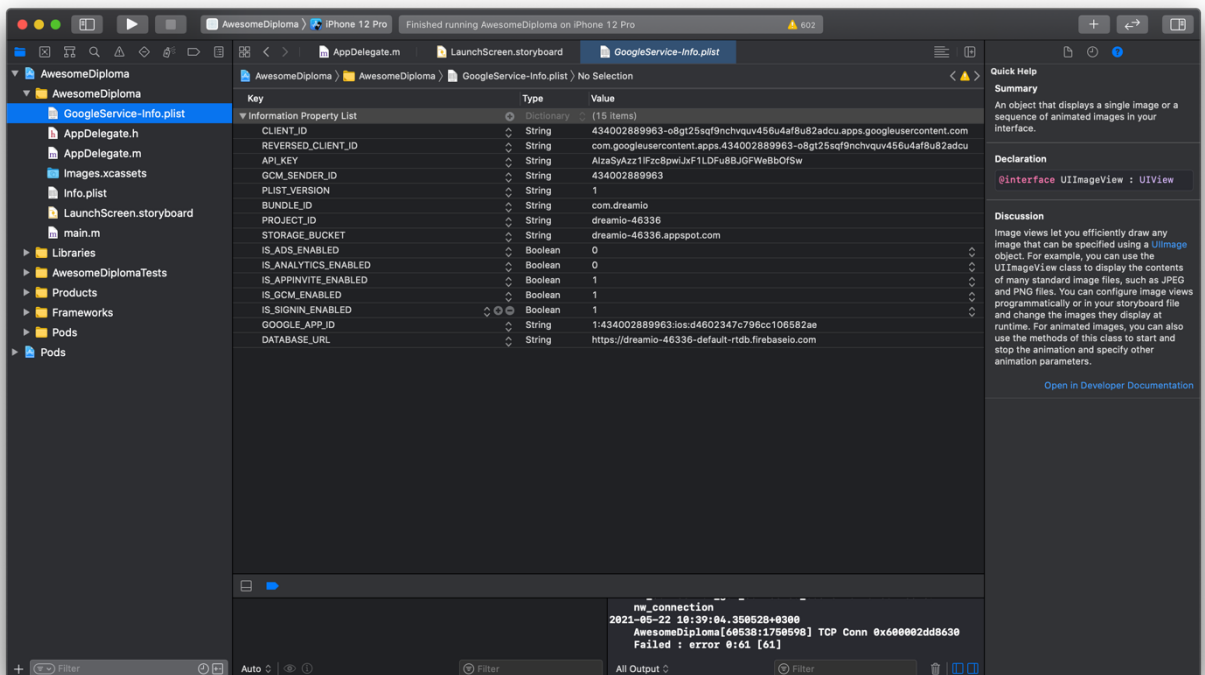 AwesomeDiploma 〉 iPhone 12 Pro
Finished running AwesomeDiploma on iPhone 12 Pro
602
AppDelegate.m
LaunchScreen.storyboard
GoogleService-Info.plist
AwesomeDiploma 〉 AwesomeDiploma 〉 GoogleService-Info.plist 〉 No Selection
AwesomeDiploma
AwesomeDiploma
GoogleService-Info.plist
AppDelegate.h
AppDelegate.m
Images.xcassets
Info.plist
LaunchScreen.storyboard
main.m
Libraries
AwesomeDiplomaTests
Products
Frameworks
Pods
Pods
Filter
Key Type Value
Information Property List Dictionary (15 items)
CLIENT_ID String 434002889963-o8gt25sqf9nchvquv456u4af8u82adcu.apps.googleusercontent.com
REVERSED_CLIENT_ID String com.googleusercontent.apps.434002889963-o8gt25sqf9nchvquv456u4af8u82adcu
API_KEY String AIzaSyAzz1IFzc8pwiJxF1LDFu8BJGFWeBbOfSw
GCM_SENDER_ID String 434002889963
PLIST_VERSION String 1
BUNDLE_ID String com.dreamio
PROJECT_ID String dreamio-46336
STORAGE_BUCKET String dreamio-46336.appspot.com
IS_ADS_ENABLED Boolean 0
IS_ANALYTICS_ENABLED Boolean 0
IS_APPINVITE_ENABLED Boolean 1
IS_GCM_ENABLED Boolean 1
IS_SIGNIN_ENABLED Boolean 1
GOOGLE_APP_ID String 1:434002889963:ios:d4602347c796cc106582ae
DATABASE_URL String https://dreamio-46336-default-rtdb.firebaseio.com
Auto
Filter
nw_connection
2021-05-22 10:39:04.350528+0300
AwesomeDiploma[60538:1750598] TCP Conn 0x600002dd8630
Failed : error 0:61 [61]
All Output
Filter
Quick Help
Summary
An object that displays a single image or a
sequence of animated images in your
interface.
Declaration
@interface UIImageView : UIView
Discussion
Image views let you efficiently draw any
image that can be specified using a UIImage
object. For example, you can use the
UIImageView class to display the contents
of many standard image files, such as JPEG
and PNG files. You can configure image views
programmatically or in your storyboard file
and change the images they display at
runtime. For animated images, you can also
use the methods of this class to start and
stop the animation and specify other
animation parameters.
Open in Developer Documentation